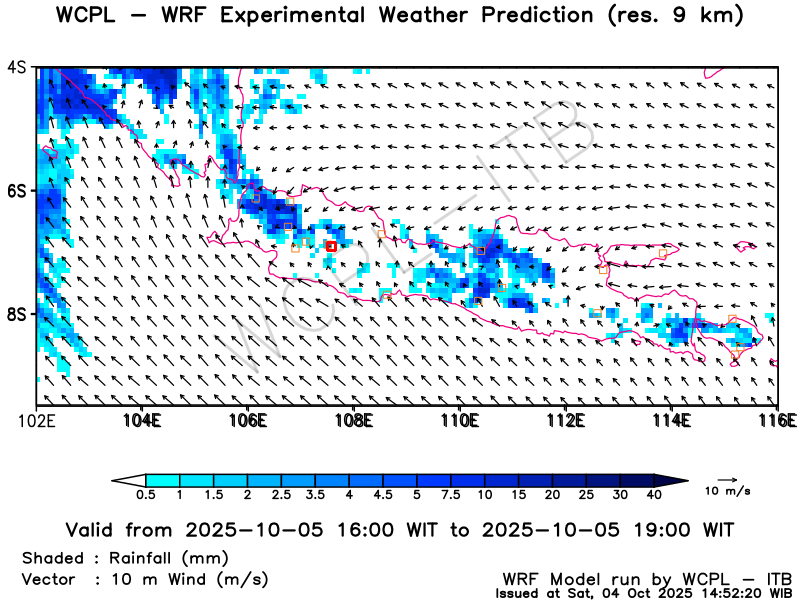 WCPL – WRF Experimental Weather Prediction (res. 9 km)
4S
6S
8S
WCPL–ITB
102E 104E 106E 108E 110E 112E 114E 116E
0.5 1 1.5 2 2.5 3.5 4 4.5 5 7.5 10 15 20 25 30 40
10 m/s
Valid from 2025-10-05 16:00 WIT to 2025-10-05 19:00 WIT
Shaded : Rainfall (mm)
Vector : 10 m Wind (m/s)
WRF Model run by WCPL – ITB
Issued at Sat, 04 Oct 2025 14:52:20 WIB